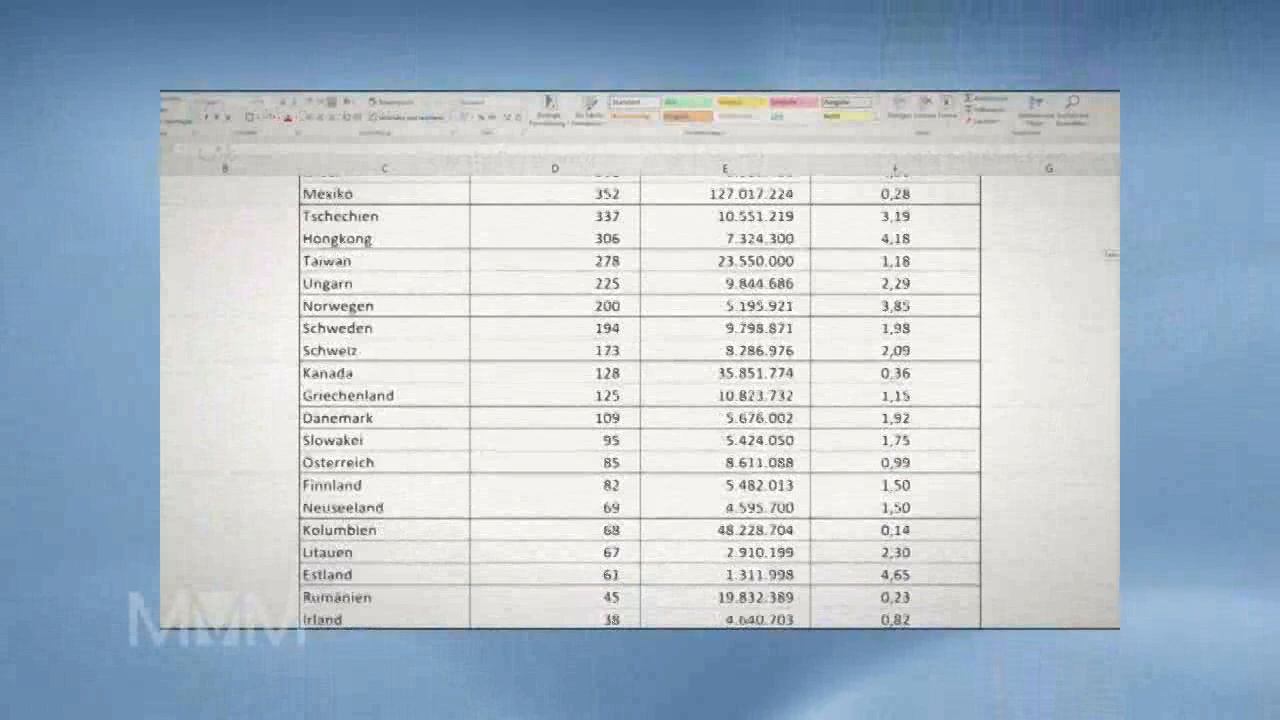 Standard
Ausgabe
B C D E F G
Mexiko 352 127.017.224 0,28
Tschechien 337 10.551.219 3,19
Hongkong 306 7.324.300 4,18
Taiwan 278 23.550.000 1,18
Ungarn 225 9.844.686 2,29
Norwegen 200 5.195.921 3,85
Schweden 194 9.798.871 1,98
Schweiz 173 8.286.976 2,09
Kanada 128 35.851.774 0,36
Griechenland 125 10.823.732 1,15
Dänemark 109 5.676.002 1,92
Slowakei 95 5.424.050 1,75
Österreich 85 8.611.088 0,99
Finnland 82 5.482.013 1,50
Neuseeland 69 4.595.700 1,50
Kolumbien 68 48.228.704 0,14
Litauen 67 2.910.199 2,30
Estland 61 1.311.998 4,65
Rumänien 45 19.832.389 0,23
Irland 38 4.640.703 0,82
MMM